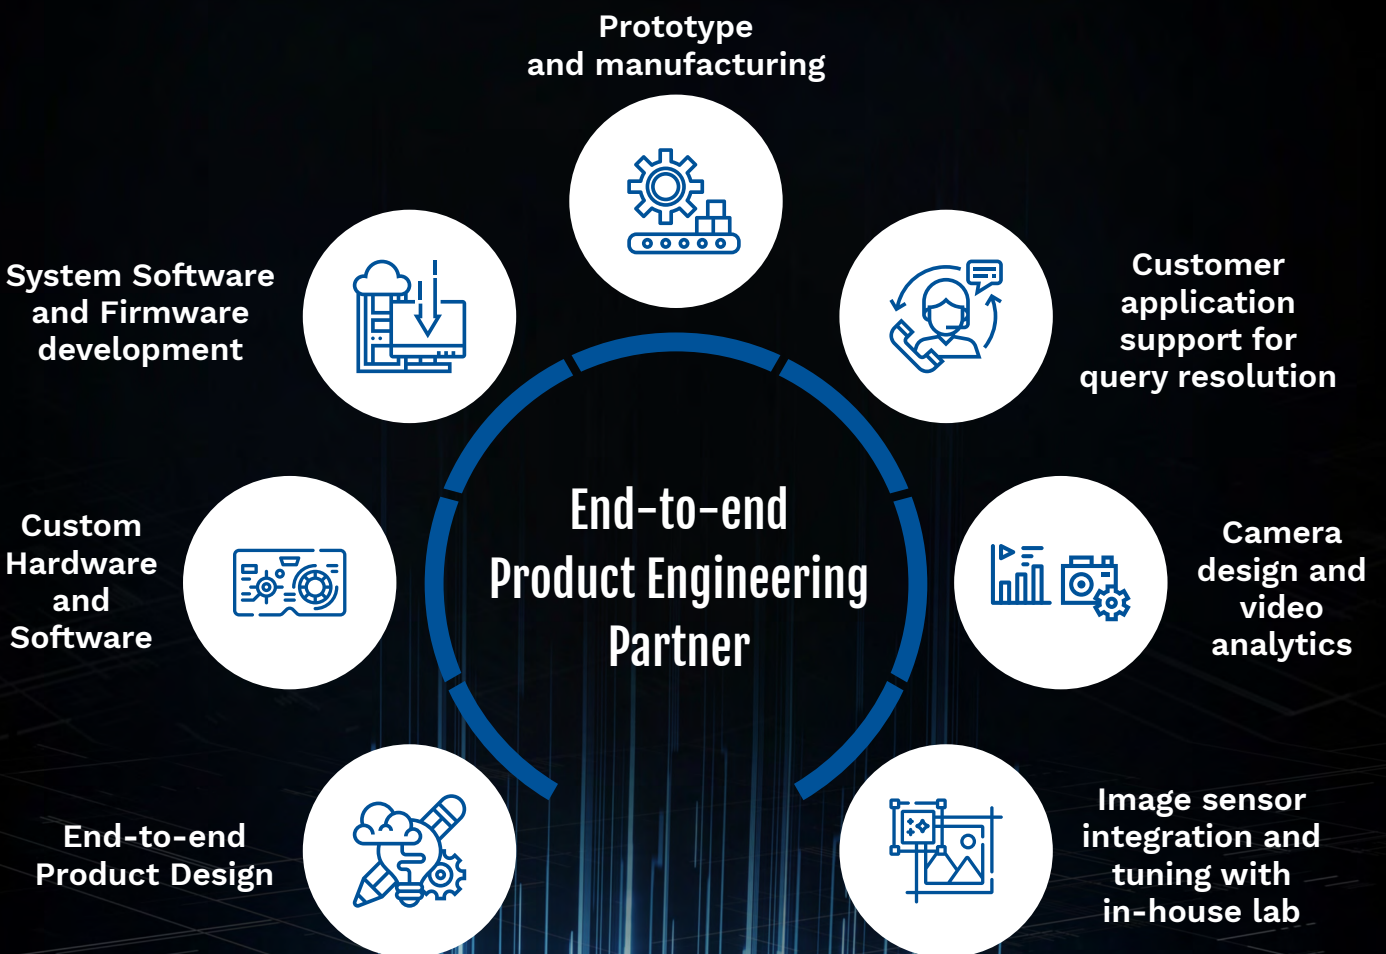 Prototype
and manufacturing
System Software
and Firmware
development
Customer
application
support for
query resolution
End-to-end
Product Engineering
Partner
Custom
Hardware
and
Software
Camera
design and
video
analytics
End-to-end
Product Design
Image sensor
integration and
tuning with
in-house lab